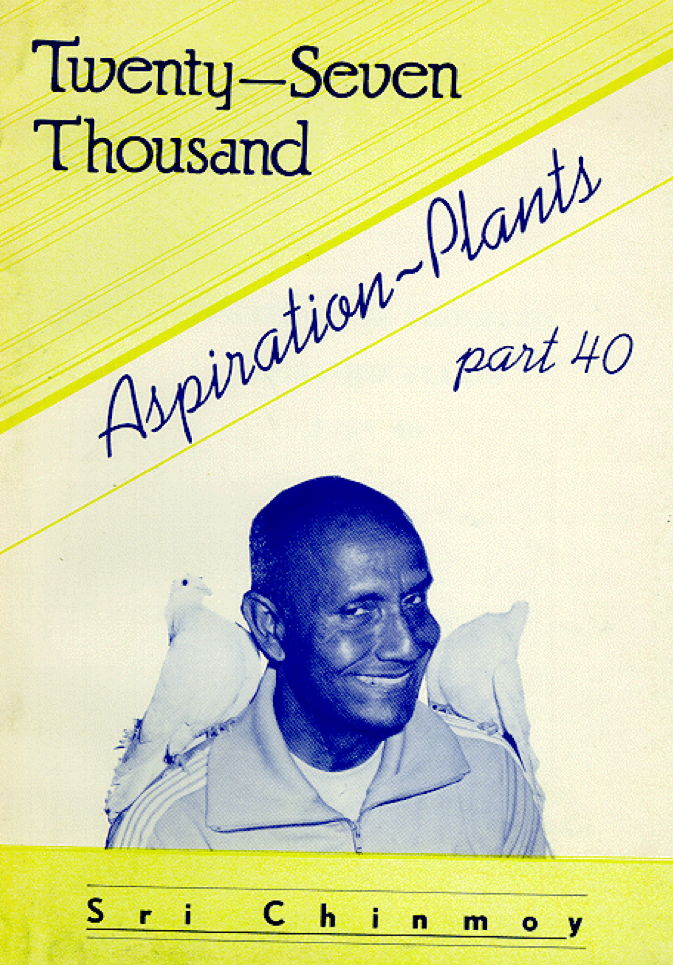 Twenty—Seven
Thousand
Aspiration~Plants
part 40
Sri Chinmoy